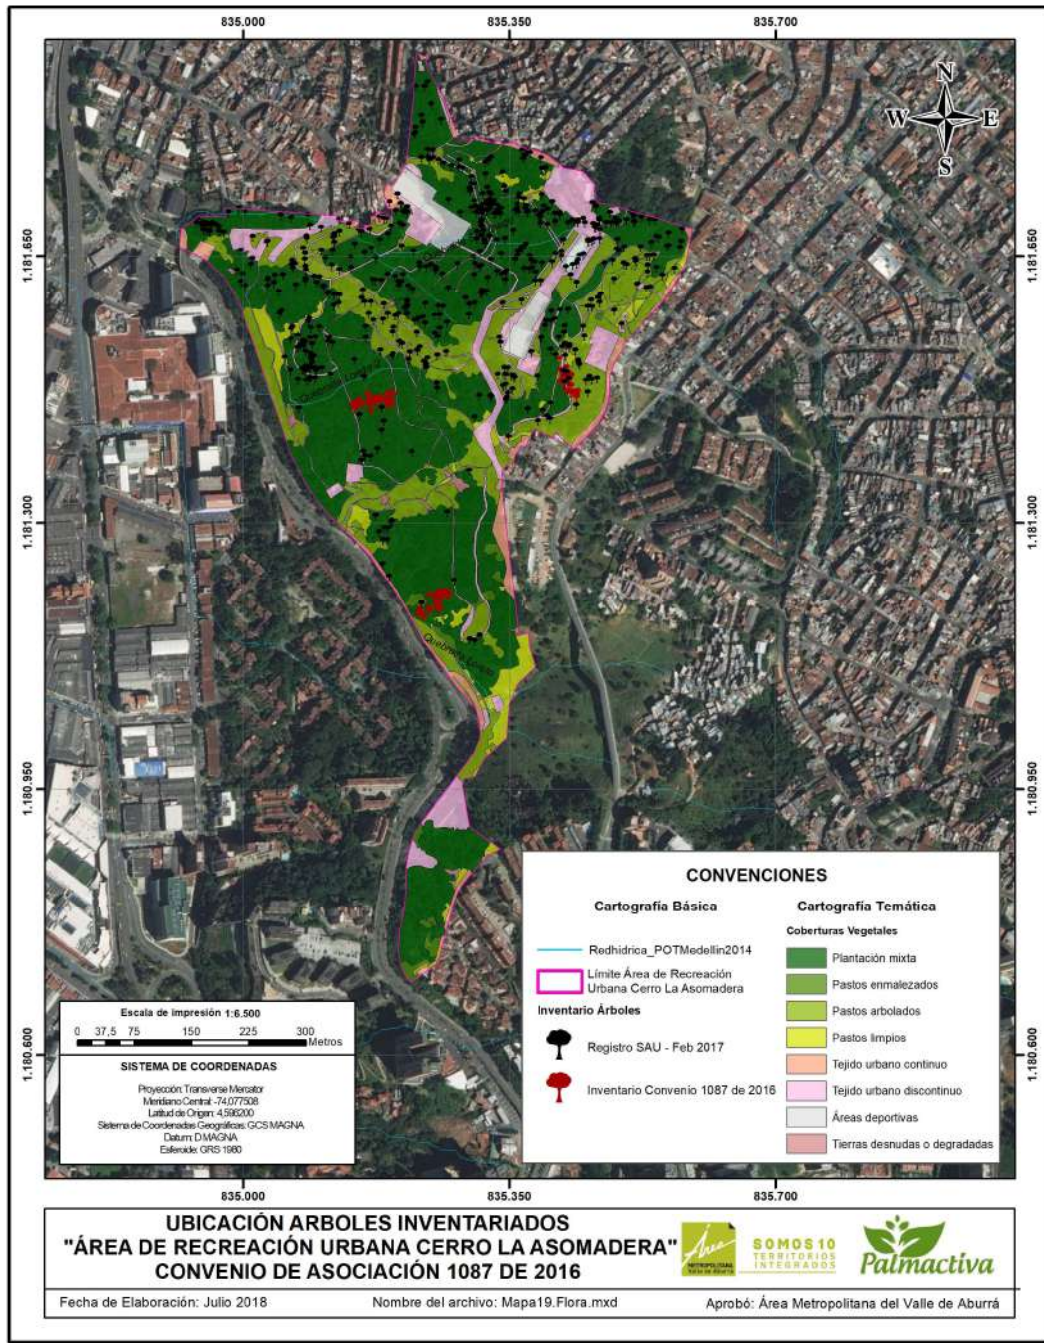 835.000
835.350
835.700
N
W
E
S
1.181.650
1.181.650
1.181.300
1.181.300
1.180.950
1.180.950
1.180.600
1.180.600
CONVENCIONES
Cartografía Básica
Redhidrica_POTMedellin2014
Límite Área de Recreación
Urbana Cerro La Asomadera
Inventario Árboles
Registro SAU - Feb 2017
Inventario Convenio 1087 de 2016
Cartografía Temática
Coberturas Vegetales
Plantación mixta
Pastos enmalezados
Pastos arbolados
Pastos limpios
Tejido urbano continuo
Tejido urbano discontinuo
Áreas deportivas
Tierras desnudas o degradadas
Escala de impresión 1:6.500
0 37,5 75 150 225 300
Metros
SISTEMA DE COORDENADAS
Proyección: Transverse Mercator
Meridiano Central: -74,077508
Latitud de Origen: 4,596200
Sistema de Coordenadas Geográficas: GCS MAGNA
Datum: D MAGNA
Esferoide: GRS 1980
835.000
835.350
835.700
UBICACIÓN ARBOLES INVENTARIADOS
"ÁREA DE RECREACIÓN URBANA CERRO LA ASOMADERA"
CONVENIO DE ASOCIACIÓN 1087 DE 2016
Área
METROPOLITANA
Valle de Aburrá
SOMOS 10
TERRITORIOS
INTEGRADOS
Palmactiva
Fecha de Elaboración: Julio 2018
Nombre del archivo: Mapa19.Flora.mxd
Aprobó: Área Metropolitana del Valle de Aburrá